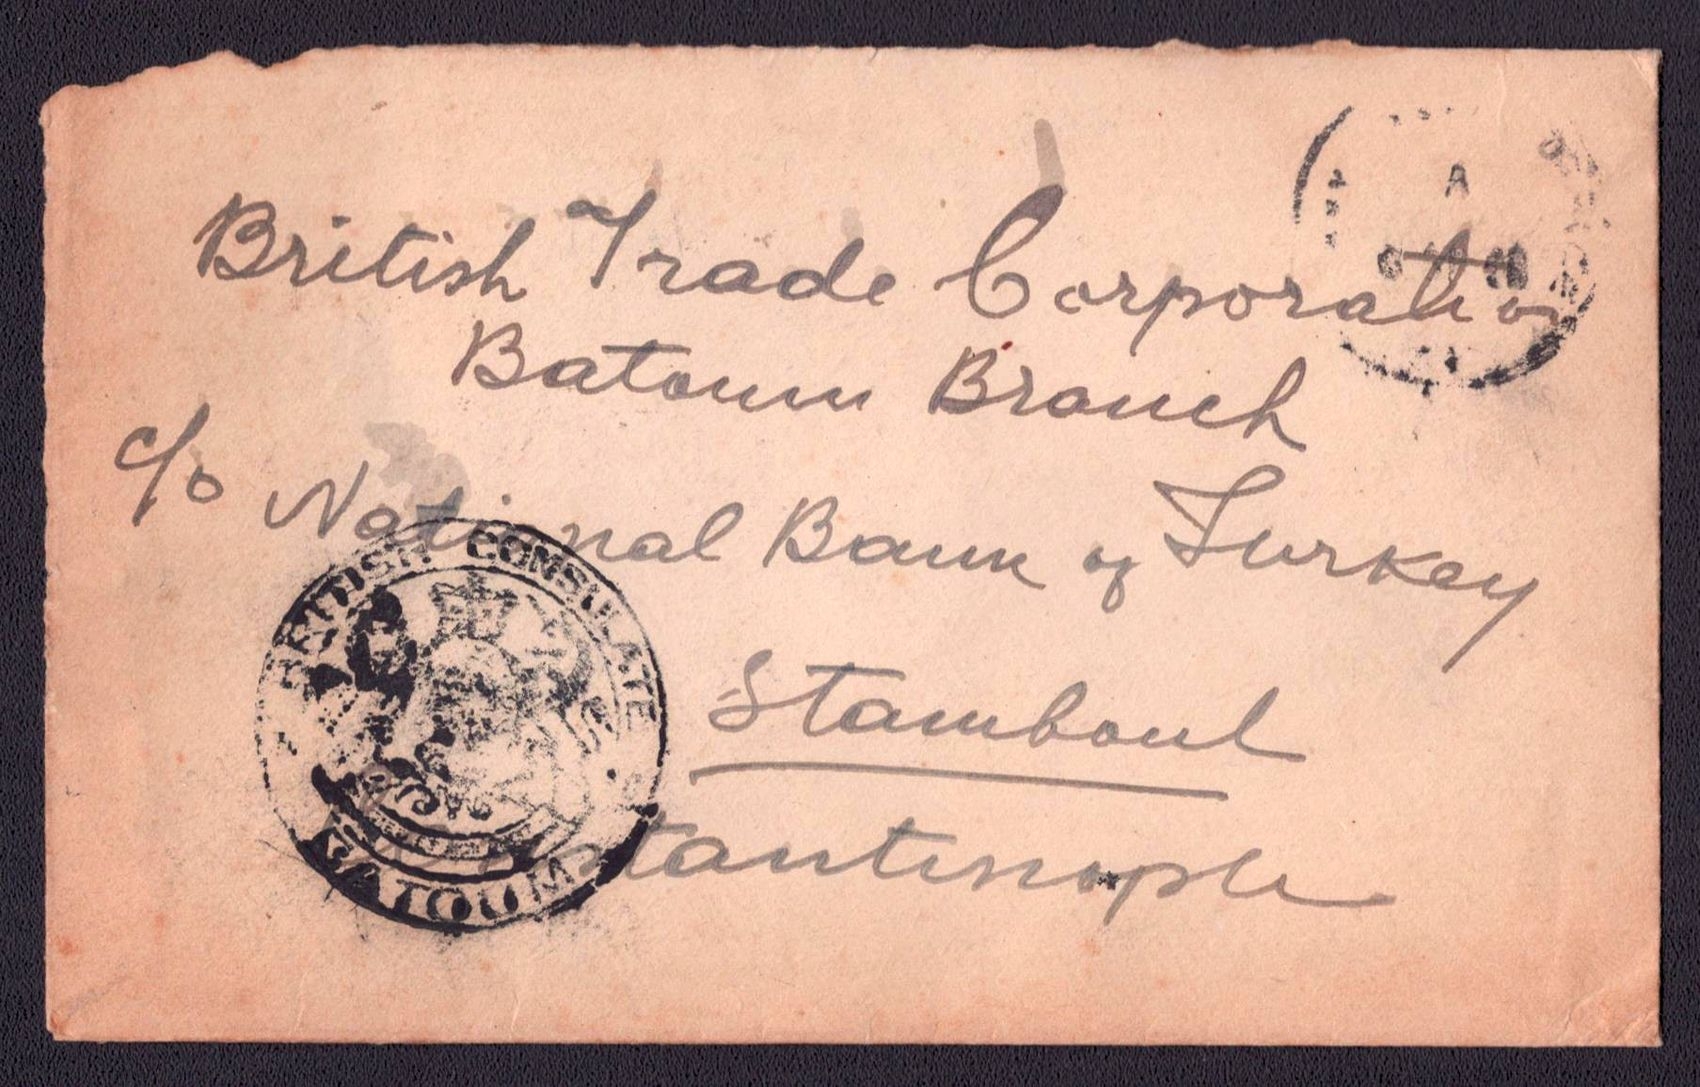 British Trade Corporation
Batoum Branch
c/o National Bank of Turkey
Stamboul
Constantinople
BRITISH CONSULATE
BATOUM
A